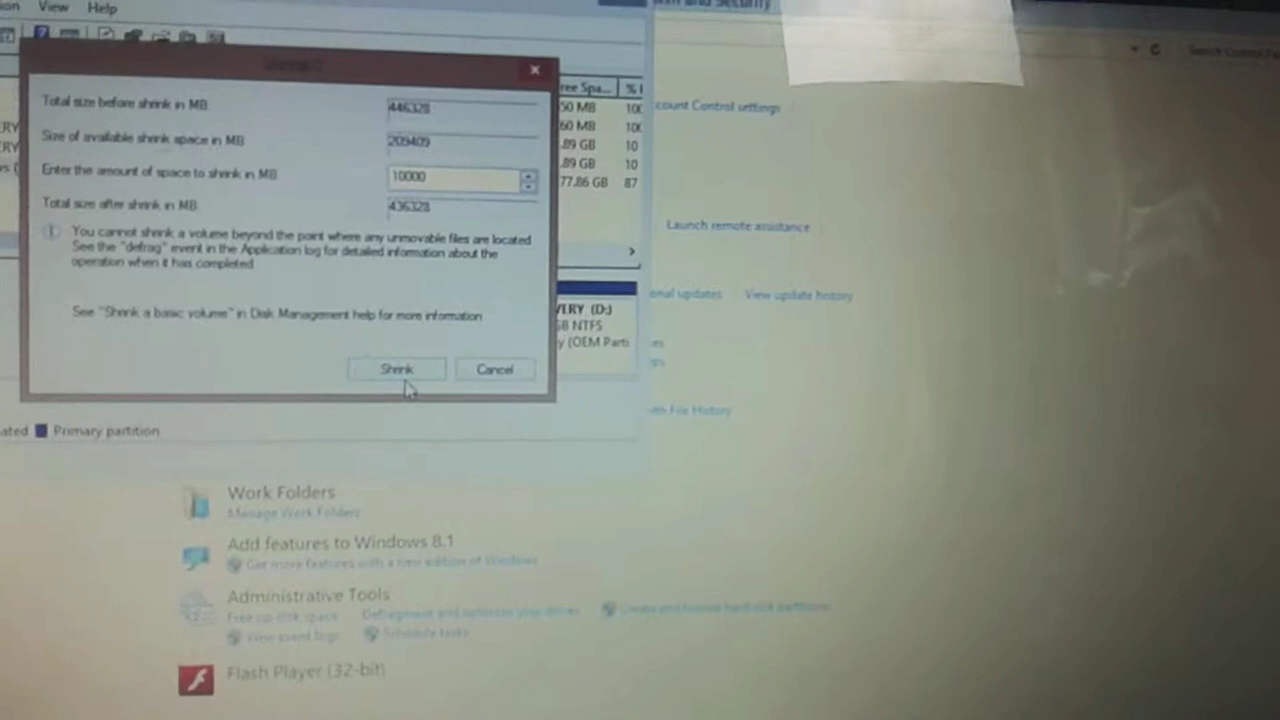 View Help
Total size before shrink in MB 446328
Size of available shrink space in MB 209409
Enter the amount of space to shrink in MB 10000
Total size after shrink in MB 436328
You cannot shrink a volume beyond the point where any unmovable files are located
See the "defrag" event in the Application log for detailed information about the
operation when it has completed
See "Shrink a basic volume" in Disk Management help for more information
Shrink Cancel
ree Spa... %
50 MB 100
60 MB 100
.89 GB 10
.89 GB 10
77.86 GB 87
VERY (D:)
GB NTFS
y (OEM Parti
ated Primary partition
and Security
count Control settings
Launch remote assistance
onal updates View update history
ith File History
Work Folders
Manage Work Folders
Add features to Windows 8.1
Get more features with a new edition of Windows
Administrative Tools
Free up disk space Defragment and optimize your drives Create and format hard disk partitions
View event logs Schedule tasks
Flash Player (32-bit)